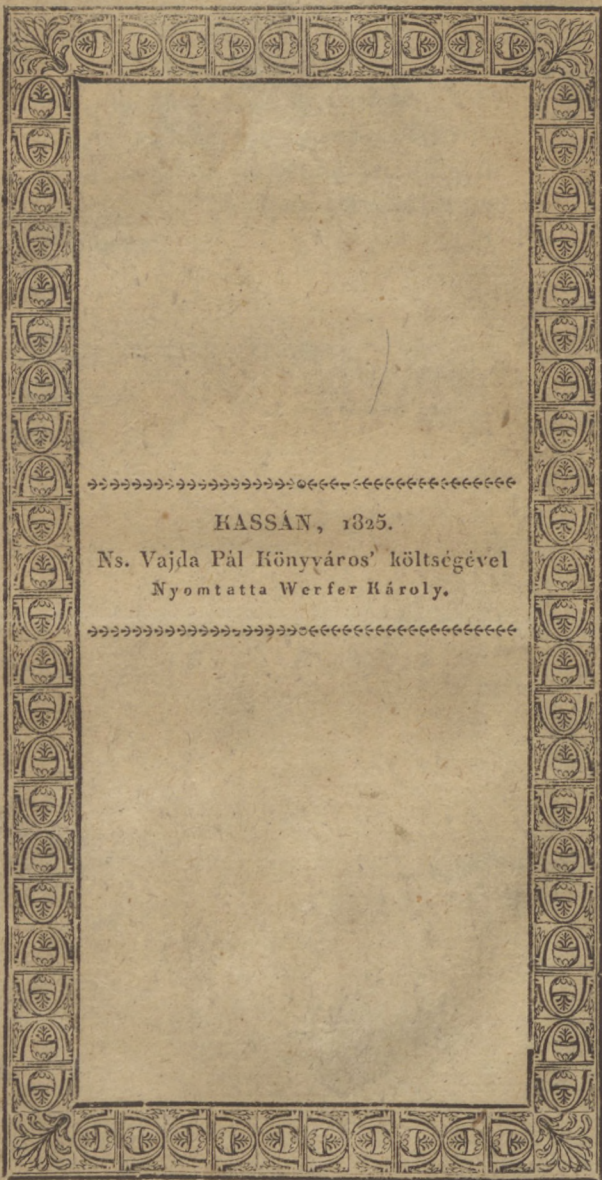 KASSÁN, 1825.
Ns. Vajda Pál Könyváros' költségével
Nyomtatta Werfer Károly.